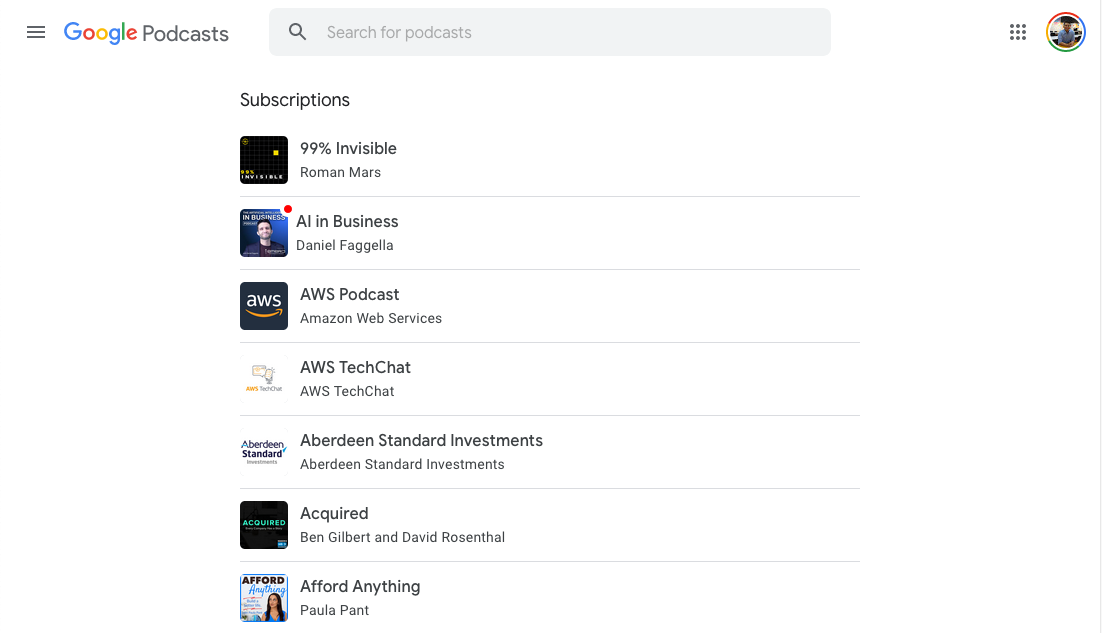 Google Podcasts
Search for podcasts
Subscriptions
99% Invisible
Roman Mars
99%
INVISIBLE
AI in Business
Daniel Faggella
IN BUSINESS
AWS Podcast
Amazon Web Services
aws
AWS TechChat
AWS TechChat
AWS TechChat
Aberdeen Standard Investments
Aberdeen Standard Investments
Aberdeen
Standard
Investments
Acquired
Ben Gilbert and David Rosenthal
ACQUIRED
Afford Anything
Paula Pant
AFFORD
Anything